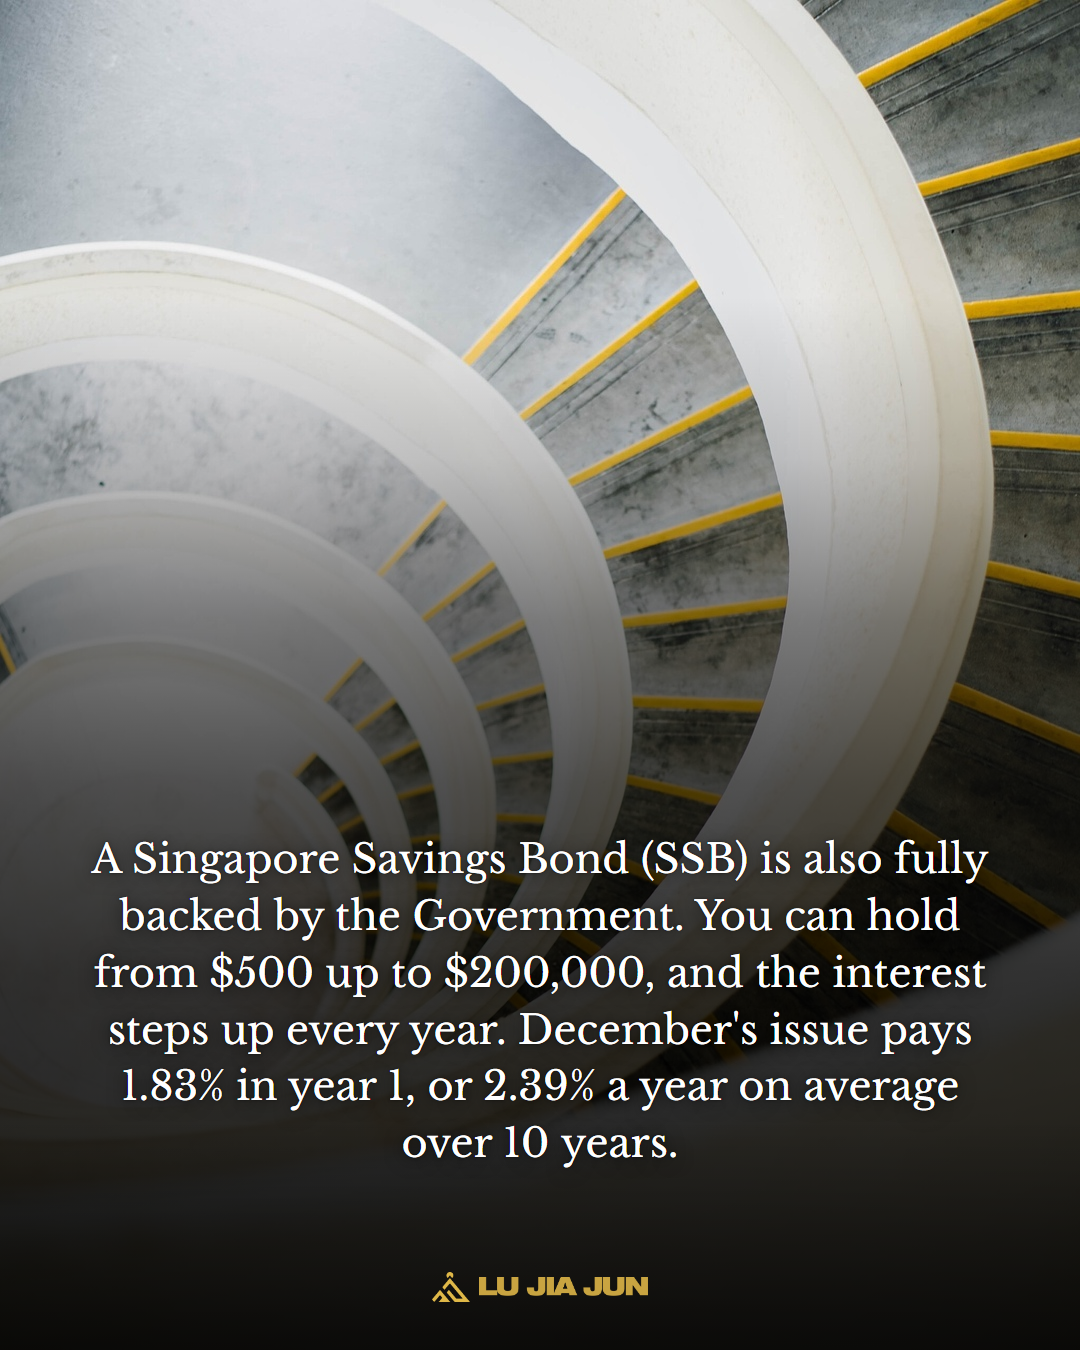 A Singapore Savings Bond (SSB) is also fully
backed by the Government. You can hold
from $500 up to $200,000, and the interest
steps up every year. December's issue pays
1.83% in year 1, or 2.39% a year on average
over 10 years.
LU JIA JUN